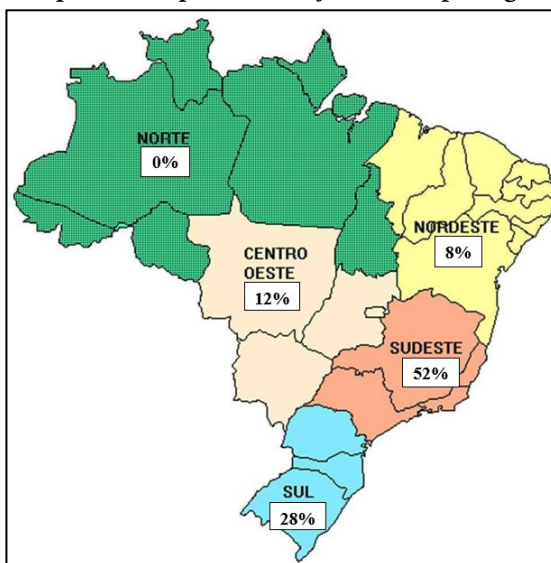 NORTE
0%
NORDESTE
8%
CENTRO
OESTE
12%
SUDESTE
52%
SUL
28%